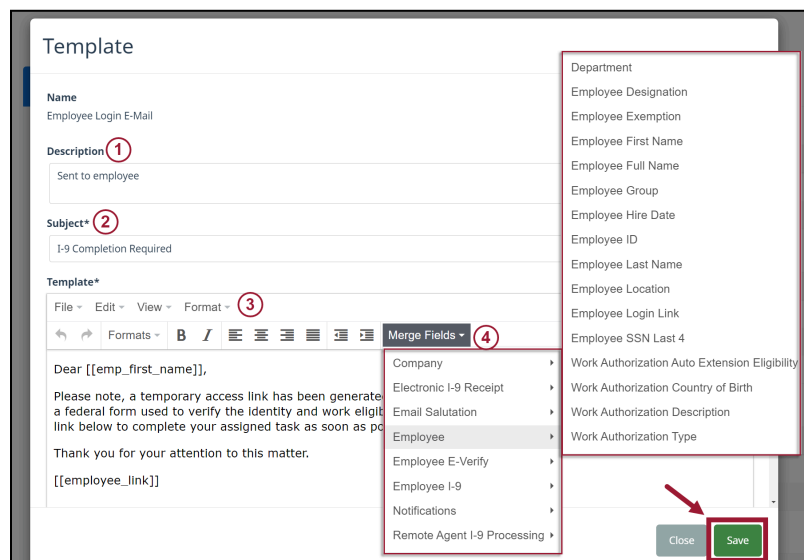 Template
Name
Employee Login E-Mail
Description 1
Sent to employee
Subject* 2
I-9 Completion Required
Template*
File Edit View Format 3
Formats B I Merge Fields 4
Dear [[emp_first_name]],
Please note, a temporary access link has been generate
a federal form used to verify the identity and work eligib
link below to complete your assigned task as soon as po
Thank you for your attention to this matter.
[[employee_link]]
Company
Electronic I-9 Receipt
Email Salutation
Employee
Employee E-Verify
Employee I-9
Notifications
Remote Agent I-9 Processing
Department
Employee Designation
Employee Exemption
Employee First Name
Employee Full Name
Employee Group
Employee Hire Date
Employee ID
Employee Last Name
Employee Location
Employee Login Link
Employee SSN Last 4
Work Authorization Auto Extension Eligibility
Work Authorization Country of Birth
Work Authorization Description
Work Authorization Type
Close Save